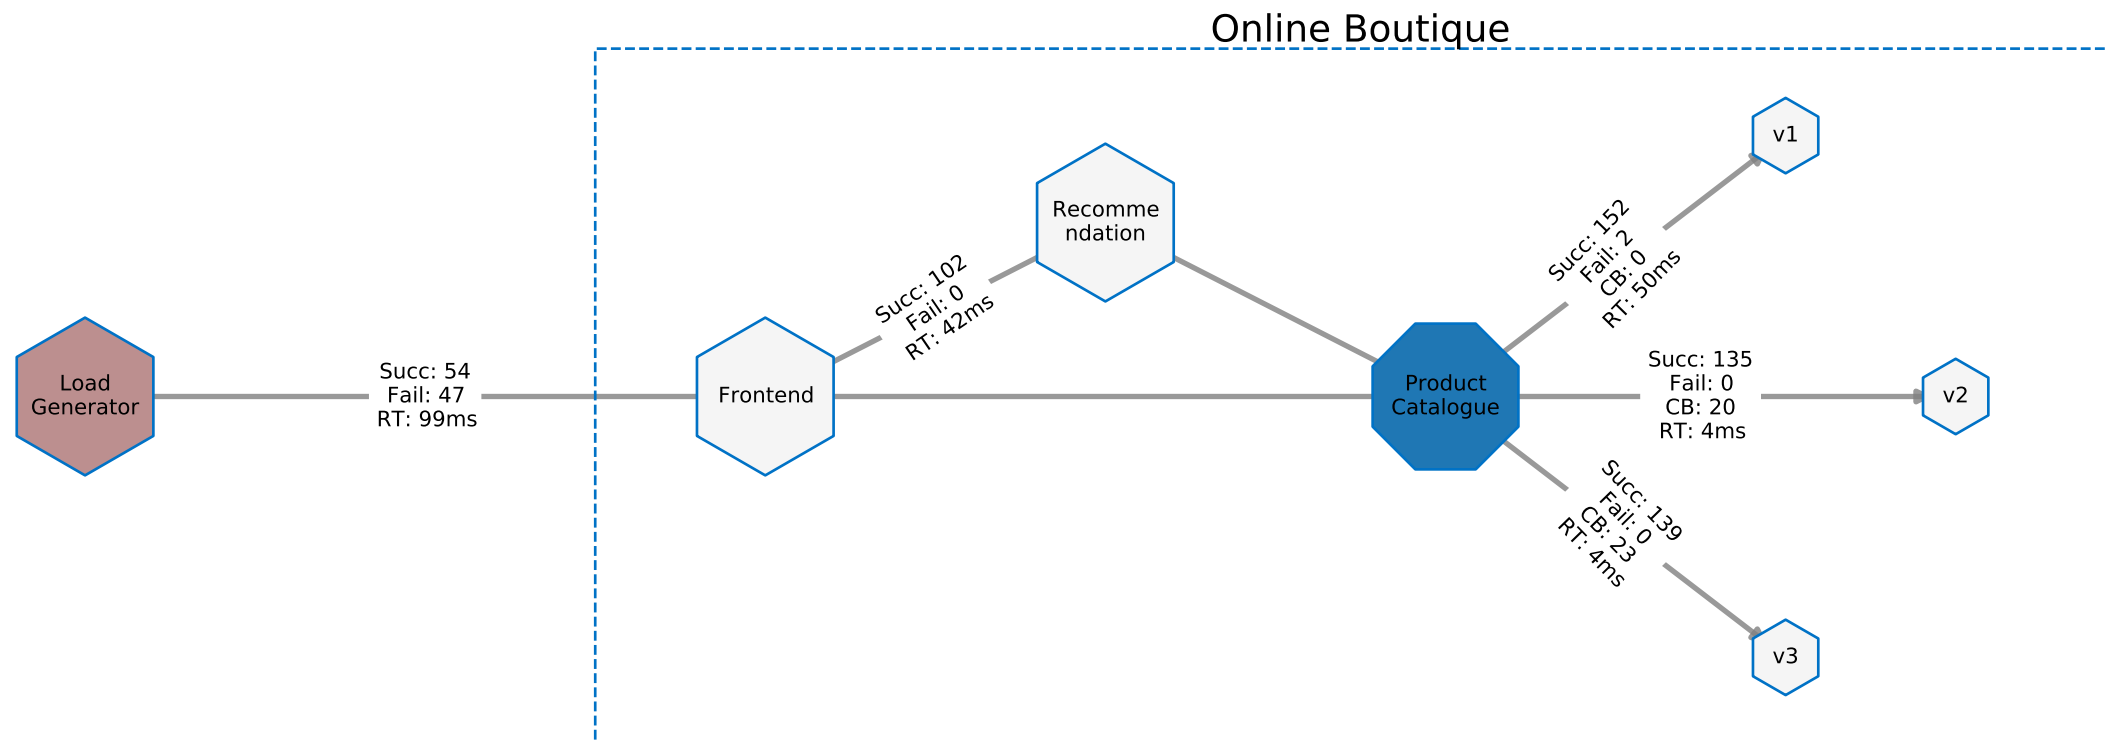 Online Boutique
Load
Generator
Succ: 54
Fail: 47
RT: 99ms
Frontend
Succ: 102
Fail: 0
RT: 42ms
Recomme
ndation
Product
Catalogue
Succ: 152
Fail: 2
CB: 0
RT: 50ms
v1
Succ: 135
Fail: 0
CB: 20
RT: 4ms
v2
Succ: 139
Fail: 0
CB: 23
RT: 4ms
v3